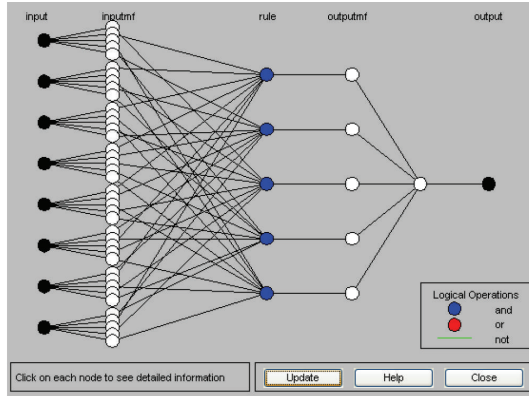 input inputmf rule outputmf output
Logical Operations
and
or
not
Click on each node to see detailed information
Update Help Close